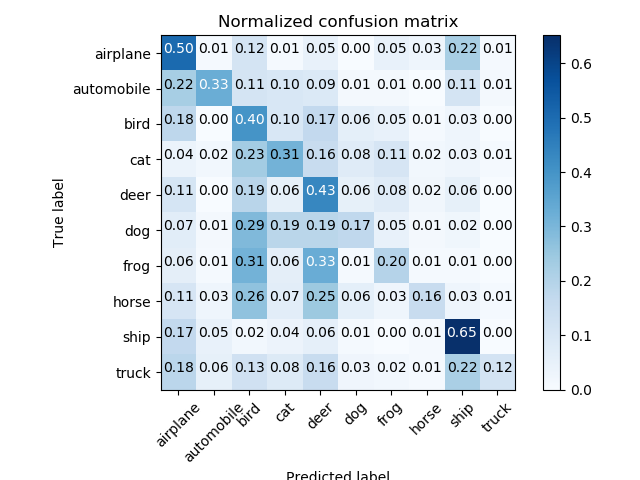 Normalized confusion matrix
True label
airplane 0.50 0.01 0.12 0.01 0.05 0.00 0.05 0.03 0.22 0.01
automobile 0.22 0.33 0.11 0.10 0.09 0.01 0.01 0.00 0.11 0.01
bird 0.18 0.00 0.40 0.10 0.17 0.06 0.05 0.01 0.03 0.00
cat 0.04 0.02 0.23 0.31 0.16 0.08 0.11 0.02 0.03 0.01
deer 0.11 0.00 0.19 0.06 0.43 0.06 0.08 0.02 0.06 0.00
dog 0.07 0.01 0.29 0.19 0.19 0.17 0.05 0.01 0.02 0.00
frog 0.06 0.01 0.31 0.06 0.33 0.01 0.20 0.01 0.01 0.00
horse 0.11 0.03 0.26 0.07 0.25 0.06 0.03 0.16 0.03 0.01
ship 0.17 0.05 0.02 0.04 0.06 0.01 0.00 0.01 0.65 0.00
truck 0.18 0.06 0.13 0.08 0.16 0.03 0.02 0.01 0.22 0.12
airplane automobile bird cat deer dog frog horse ship truck
Predicted label
0.6
0.5
0.4
0.3
0.2
0.1
0.0